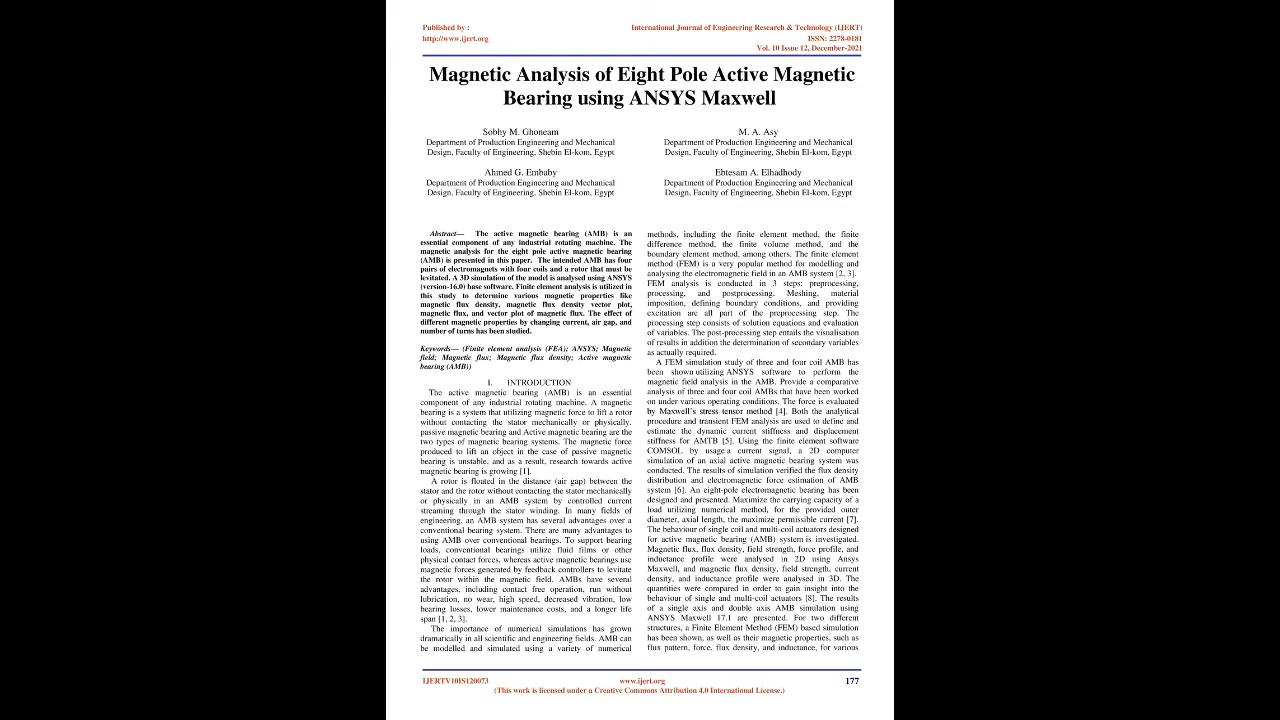 Published by :
International Journal of Engineering Research & Technology (IJERT)
http://www.ijert.org
ISSN: 2278-0181
Vol. 10 Issue 12, December-2021
Magnetic Analysis of Eight Pole Active Magnetic
Bearing using ANSYS Maxwell
Sobhy M. Ghoneam
Department of Production Engineering and Mechanical
Design, Faculty of Engineering, Shebin El-kom, Egypt
M. A. Asy
Department of Production Engineering and Mechanical
Design, Faculty of Engineering, Shebin El-kom, Egypt
Ahmed G. Embaby
Department of Production Engineering and Mechanical
Design, Faculty of Engineering, Shebin El-kom, Egypt
Ebtesam A. Elhadhody
Department of Production Engineering and Mechanical
Design, Faculty of Engineering, Shebin El-kom, Egypt
Abstract— The active magnetic bearing (AMB) is an
essential component of any industrial rotating machine. The
magnetic analysis for the eight pole active magnetic bearing
(AMB) is presented in this paper. The intended AMB has four
pairs of electromagnets with four coils and a rotor that must be
levitated. A 3D simulation of the model is analysed using ANSYS
(version-16.0) base software. Finite element analysis is utilized in
this study to determine various magnetic properties like
magnetic flux density, magnetic flux density vector plot,
magnetic flux, and vector plot of magnetic flux. The effect of
different magnetic properties by changing current, air gap, and
number of turns has been studied.
Keywords— (Finite element analysis (FEA); ANSYS; Magnetic
field; Magnetic flux; Magnetic flux density; Active magnetic
bearing (AMB))
I. INTRODUCTION
The active magnetic bearing (AMB) is an essential
component of any industrial rotating machine. A magnetic
bearing is a system that utilizing magnetic force to lift a rotor
without contacting the stator mechanically or physically.
passive magnetic bearing and Active magnetic bearing are the
two types of magnetic bearing systems. The magnetic force
produced to lift an object in the case of passive magnetic
bearing is unstable, and as a result, research towards active
magnetic bearing is growing [1].
A rotor is floated in the distance (air gap) between the
stator and the rotor without contacting the stator mechanically
or physically in an AMB system by controlled current
streaming through the stator winding. In many fields of
engineering, an AMB system has several advantages over a
conventional bearing system. There are many advantages to
using AMB over conventional bearings. To support bearing
loads, conventional bearings utilize fluid films or other
physical contact forces, whereas active magnetic bearings use
magnetic forces generated by feedback controllers to levitate
the rotor within the magnetic field. AMBs have several
advantages, including contact free operation, run without
lubrication, no wear, high speed, decreased vibration, low
bearing losses, lower maintenance costs, and a longer life
span [1, 2, 3].
The importance of numerical simulations has grown
dramatically in all scientific and engineering fields. AMB can
be modelled and simulated using a variety of numerical
methods, including the finite element method, the finite
difference method, the finite volume method, and the
boundary element method, among others. The finite element
method (FEM) is a very popular method for modelling and
analysing the electromagnetic field in an AMB system [2, 3].
FEM analysis is conducted in 3 steps: preprocessing,
processing, and postprocessing. Meshing, material
imposition, defining boundary conditions, and providing
excitation are all part of the preprocessing step. The
processing step consists of solution equations and evaluation
of variables. The post-processing step entails the visualisation
of results in addition the determination of secondary variables
as actually required.
A FEM simulation study of three and four coil AMB has
been shown utilizing ANSYS software to perform the
magnetic field analysis in the AMB. Provide a comparative
analysis of three and four coil AMBs that have been worked
on under various operating conditions. The force is evaluated
by Maxwell's stress tensor method [4]. Both the analytical
procedure and transient FEM analysis are used to define and
estimate the dynamic current stiffness and displacement
stiffness for AMTB [5]. Using the finite element software
COMSOL by usage a current signal, a 2D computer
simulation of an axial active magnetic bearing system was
conducted. The results of simulation verified the flux density
distribution and electromagnetic force estimation of AMB
system [6]. An eight-pole electromagnetic bearing has been
designed and presented. Maximize the carrying capacity of a
load utilizing numerical method, for the provided outer
diameter, axial length, the maximize permissible current [7].
The behaviour of single coil and multi-coil actuators designed
for active magnetic bearing (AMB) system is investigated.
Magnetic flux, flux density, field strength, force profile, and
inductance profile were analysed in 2D using Ansys
Maxwell, and magnetic flux density, field strength, current
density, and inductance profile were analysed in 3D. The
quantities were compared in order to gain insight into the
behaviour of single and multi-coil actuators [8]. The results
of a single axis and double axis AMB simulation using
ANSYS Maxwell 17.1 are presented. For two different
structures, a Finite Element Method (FEM) based simulation
has been shown, as well as their magnetic properties, such as
flux pattern, force, flux density, and inductance, for various
IJERTV10IS120073
www.ijert.org
177
(This work is licensed under a Creative Commons Attribution 4.0 International License.)